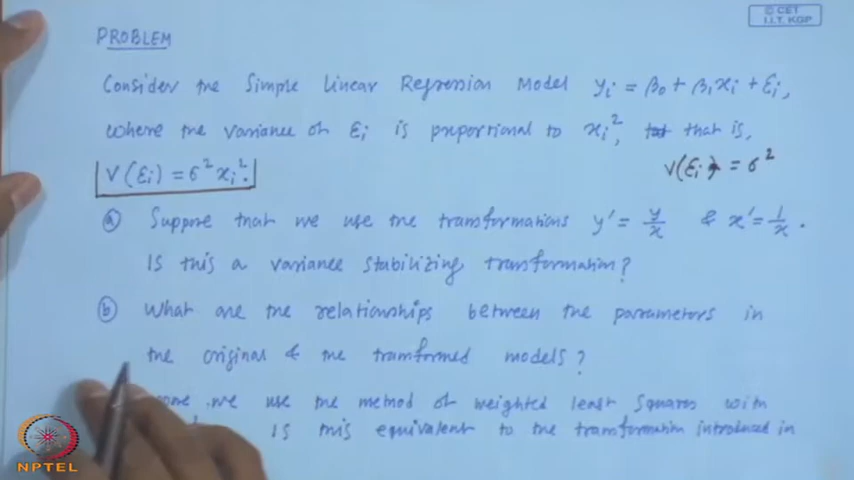 © CET
I.I.T. KGP
PROBLEM
Consider the Simple Linear Regression Model yi = β0 + β1xi + εi,
where the variance of εi is proportional to xi², that is,
V(εi) = σ²xi².
V(εi) = σ²
(a) Suppose that we use the transformations y' = y/x & x' = 1/x.
Is this a variance stabilizing transformation?
(b) What are the relationships between the parameters in
the original & the transformed models?
we use the method of weighted least squares with
Is this equivalent to the transformation introduced in
NPTEL